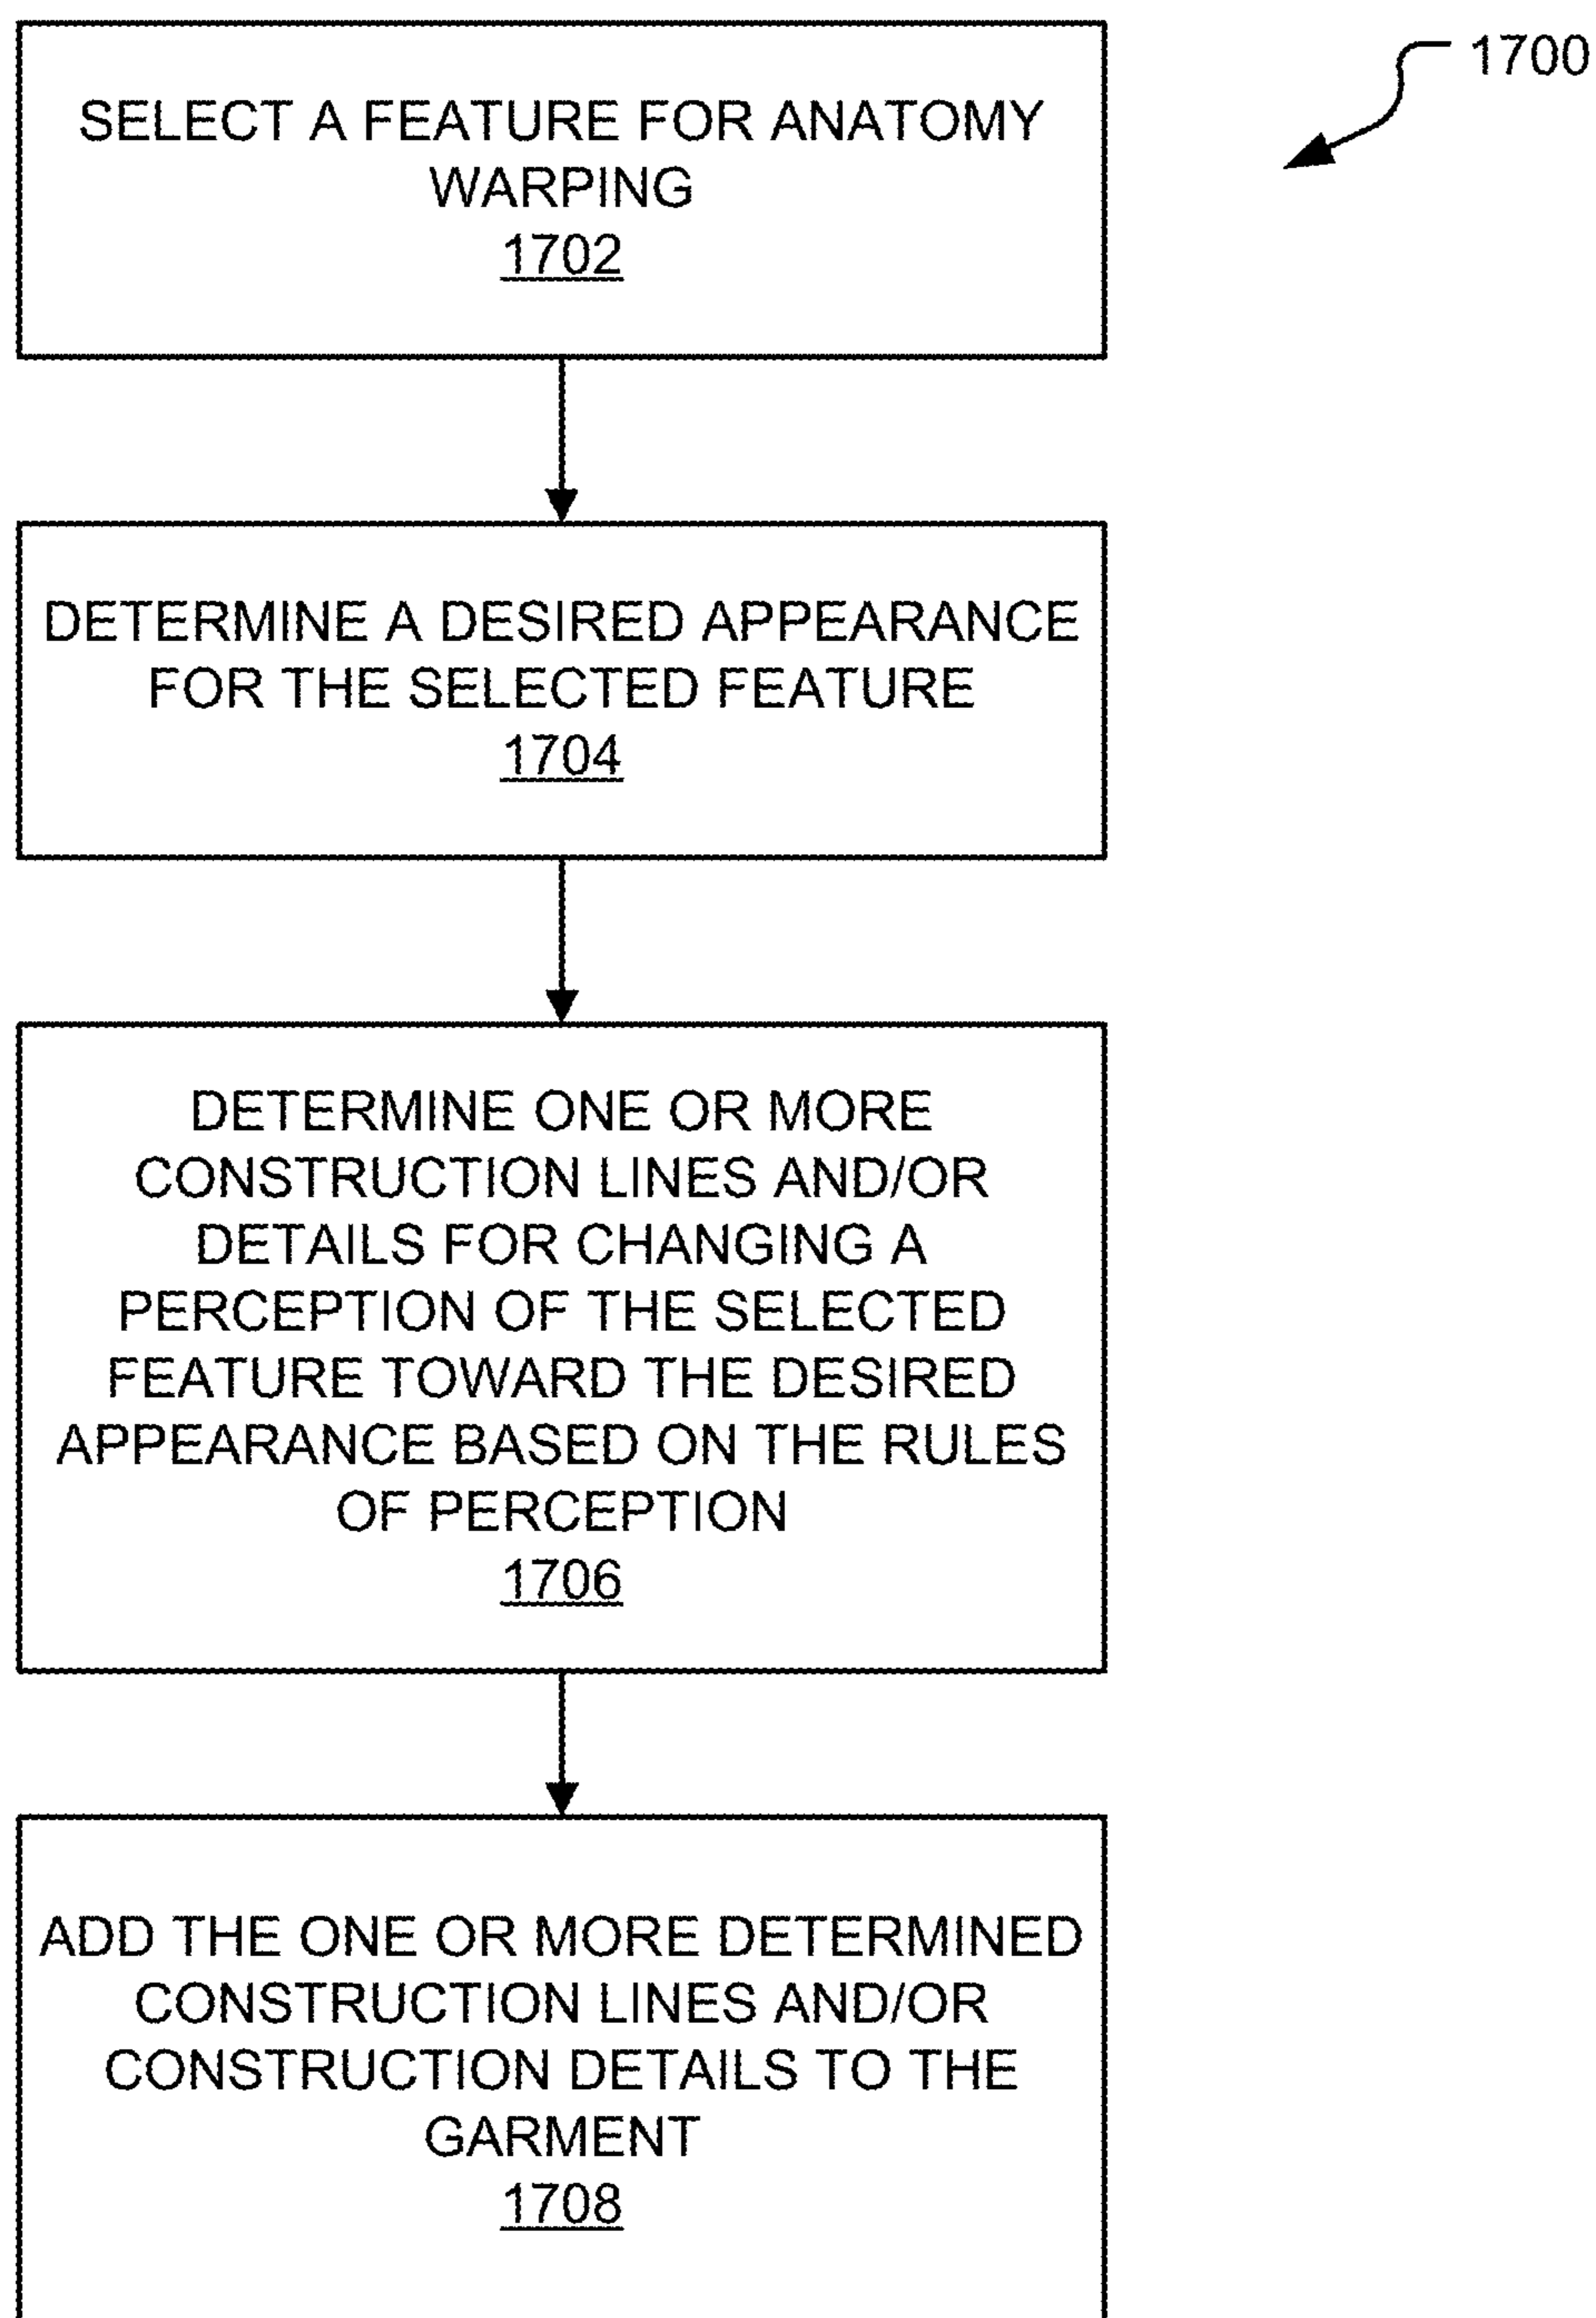 1700
SELECT A FEATURE FOR ANATOMY
WARPING
1702
DETERMINE A DESIRED APPEARANCE
FOR THE SELECTED FEATURE
1704
DETERMINE ONE OR MORE
CONSTRUCTION LINES AND/OR
DETAILS FOR CHANGING A
PERCEPTION OF THE SELECTED
FEATURE TOWARD THE DESIRED
APPEARANCE BASED ON THE RULES
OF PERCEPTION
1706
ADD THE ONE OR MORE DETERMINED
CONSTRUCTION LINES AND/OR
CONSTRUCTION DETAILS TO THE
GARMENT
1708